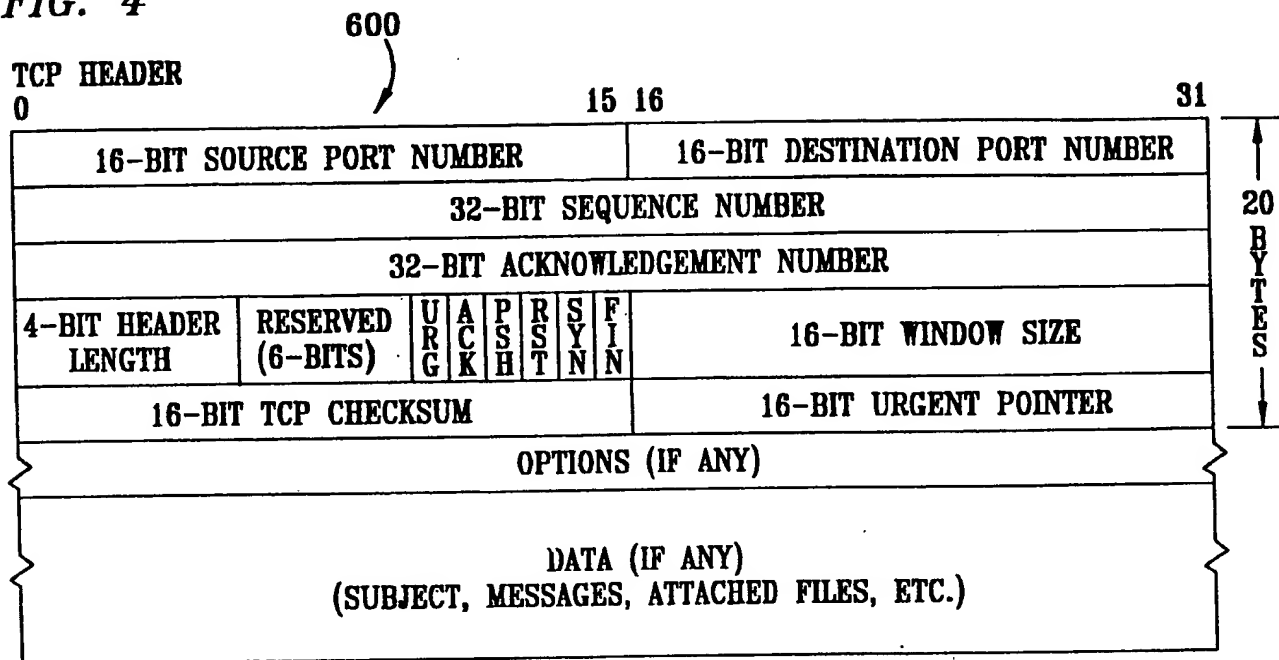 FIG. 4
600
TCP HEADER
0 15 16 31
16-BIT SOURCE PORT NUMBER 16-BIT DESTINATION PORT NUMBER
32-BIT SEQUENCE NUMBER
32-BIT ACKNOWLEDGEMENT NUMBER
4-BIT HEADER LENGTH
RESERVED (6-BITS)
URG ACK PSH RST SYN FIN
16-BIT WINDOW SIZE
16-BIT TCP CHECKSUM 16-BIT URGENT POINTER
20 BYTES
OPTIONS (IF ANY)
DATA (IF ANY)
(SUBJECT, MESSAGES, ATTACHED FILES, ETC.)